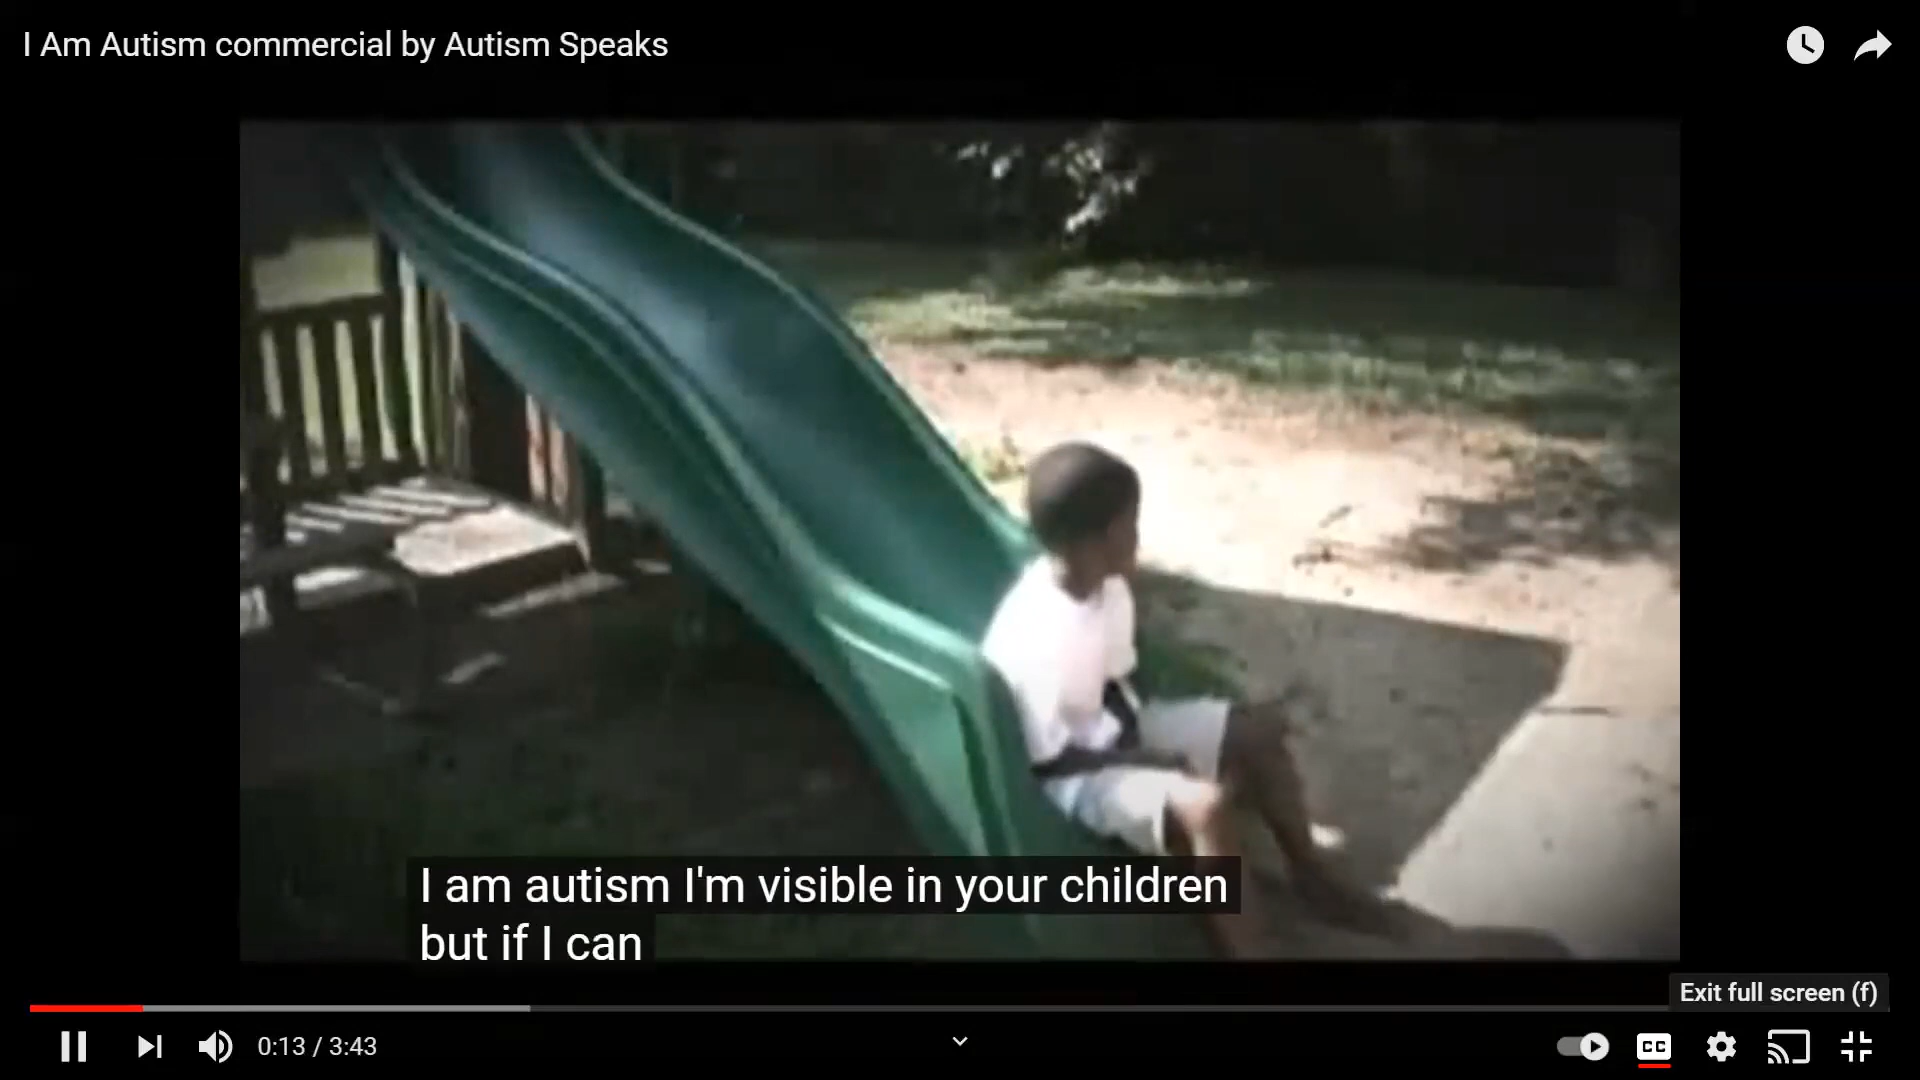 I Am Autism commercial by Autism Speaks
I am autism I'm visible in your children
but if I can
Exit full screen (f)
0:13 / 3:43
CC